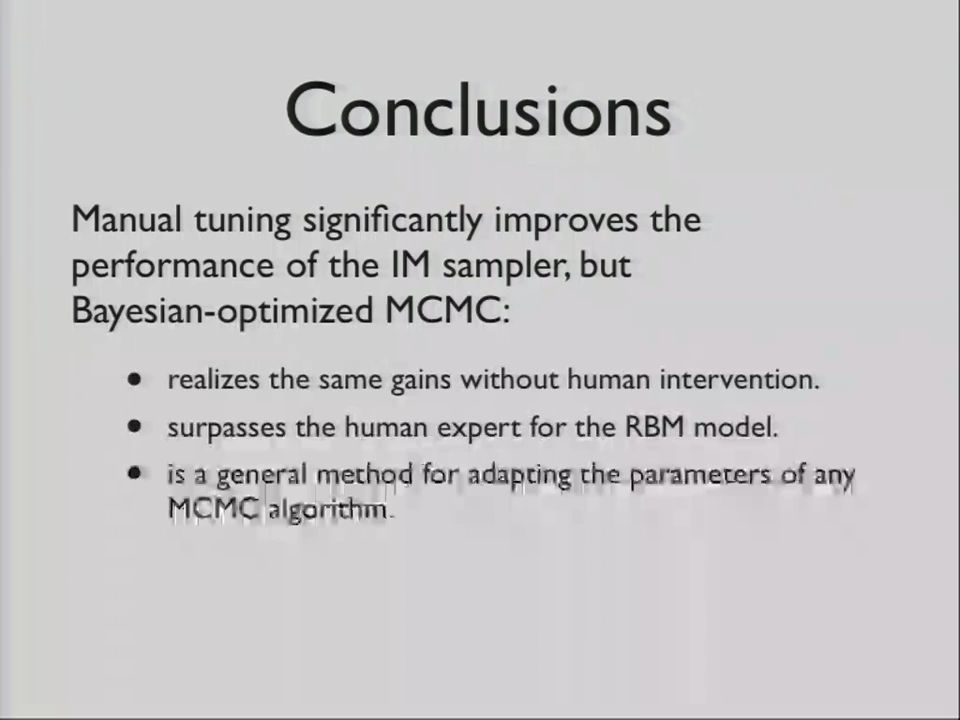 Conclusions
Manual tuning significantly improves the
performance of the IM sampler, but
Bayesian-optimized MCMC:
• realizes the same gains without human intervention.
• surpasses the human expert for the RBM model.
• is a general method for adapting the parameters of any
MCMC algorithm.